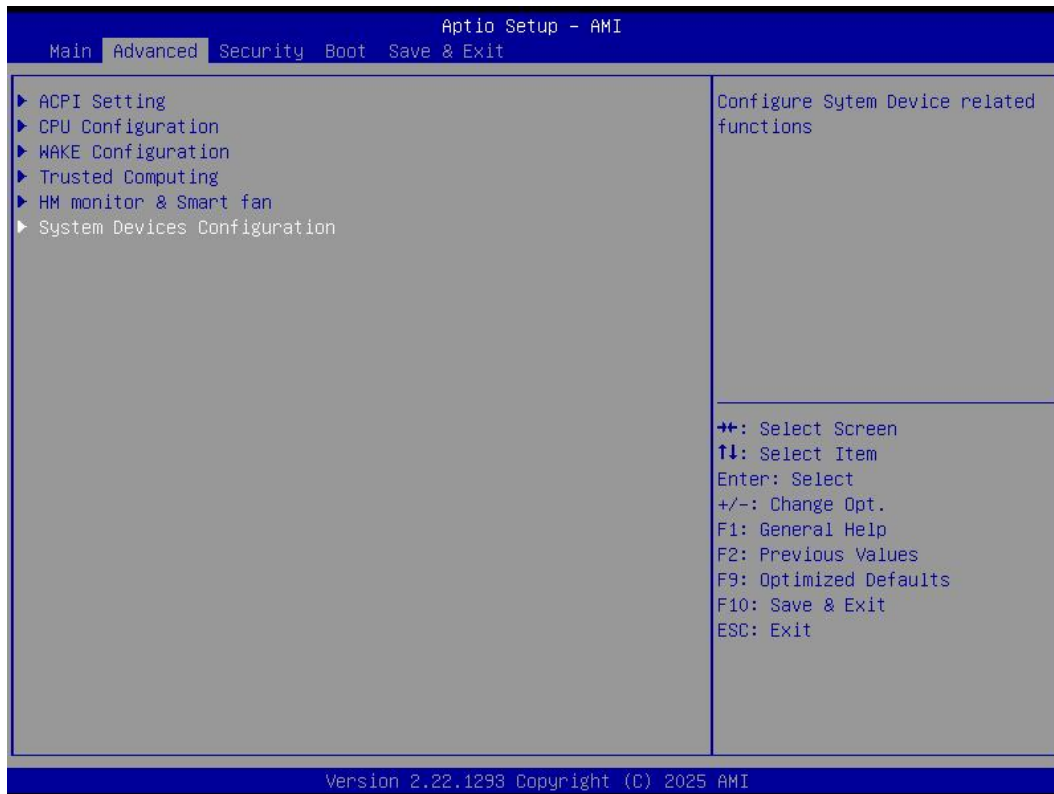 Aptio Setup – AMI
Main Advanced Security Boot Save & Exit
▶ ACPI Setting
▶ CPU Configuration
▶ WAKE Configuration
▶ Trusted Computing
▶ HM monitor & Smart fan
▶ System Devices Configuration
Configure Sytem Device related
functions
→←: Select Screen
↑↓: Select Item
Enter: Select
+/-: Change Opt.
F1: General Help
F2: Previous Values
F9: Optimized Defaults
F10: Save & Exit
ESC: Exit
Version 2.22.1293 Copyright (C) 2025 AMI